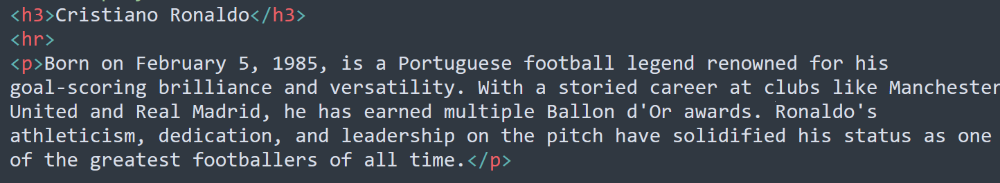 <h3>Cristiano Ronaldo</h3>
<hr>
<p>Born on February 5, 1985, is a Portuguese football legend renowned for his
goal-scoring brilliance and versatility. With a storied career at clubs like Manchester
United and Real Madrid, he has earned multiple Ballon d'Or awards. Ronaldo's
athleticism, dedication, and leadership on the pitch have solidified his status as one
of the greatest footballers of all time.</p>